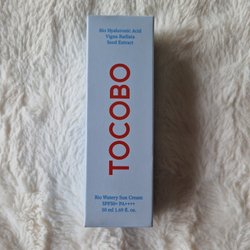 Bio Hyaluronic Acid
Vigna Radiata
Seed Extract
TOCOBO
Bio Watery Sun Cream
SPF50+ PA++++
50 ml 1.69 fl. oz.